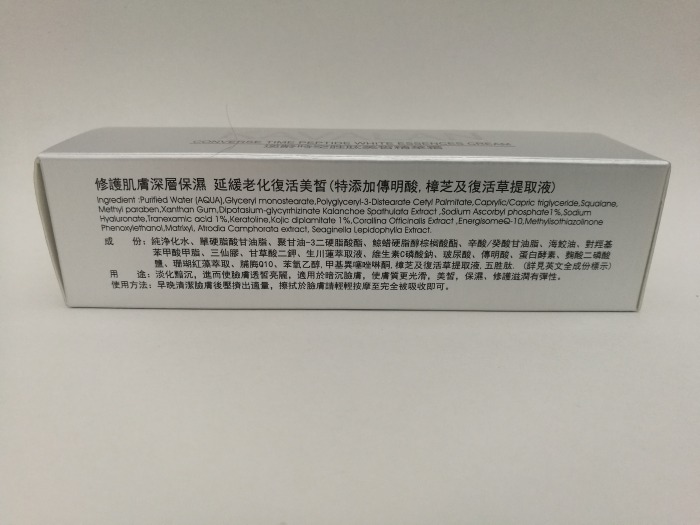 CONVERSE TIME PEPTIDE WHITE ESSENCES CREAM
修護肌膚深層保濕 延緩老化復活美皙(特添加傳明酸,樟芝及復活草提取液)
Ingredient :Purified Water (AQUA),Glyceryl monostearate,Polyglyceryl-3-Distearate Cetyl Palmitate,Caprylic/Capric triglyceride,Squalane,
Methyl paraben,Xanthan Gum,Dipotasium-glycyrrhizinate Kalanchoe Spathulata Extract ,Sodium Ascorbyl phosphate1%,Sodium
Hyaluronate,Tranexamic acid 1%,Keratoline,Kojic diplamitate 1%,Corallina Officinalis Extract ,EnergisomeQ-10,Methylisothiazolinone
Phenoxylethanol,Matrixyl, Atrodia Camphorata extract, Seaginella Lepidophylla Extract.
成 份:純淨化水、單硬脂酸甘油脂、聚甘油-3二硬脂酸酯、鯨蠟硬脂醇棕櫚酸酯、辛酸/癸酸甘油脂、海鮫油、對羥基
苯甲酸甲脂、三仙膠、甘草酸二鉀、生川蓮萃取液、維生素C磷酸鈉、玻尿酸、傳明酸、蛋白酵素、麴酸二磷酸
鹽、珊瑚紅藻萃取、輔脢Q10、苯氧乙醇,甲基異噻唑啉酮,樟芝及復活草提取液,五胜肽. (詳見英文全成份標示)
用 途:淡化黯沉,進而使臉膚透皙亮麗,適用於暗沉臉膚,使膚質更光滑,美皙,保濕,修護滋潤有彈性。
使用方法:早晚清潔臉膚後壓擠出適量,擦拭於臉膚請輕輕按摩至完全被吸收即可。